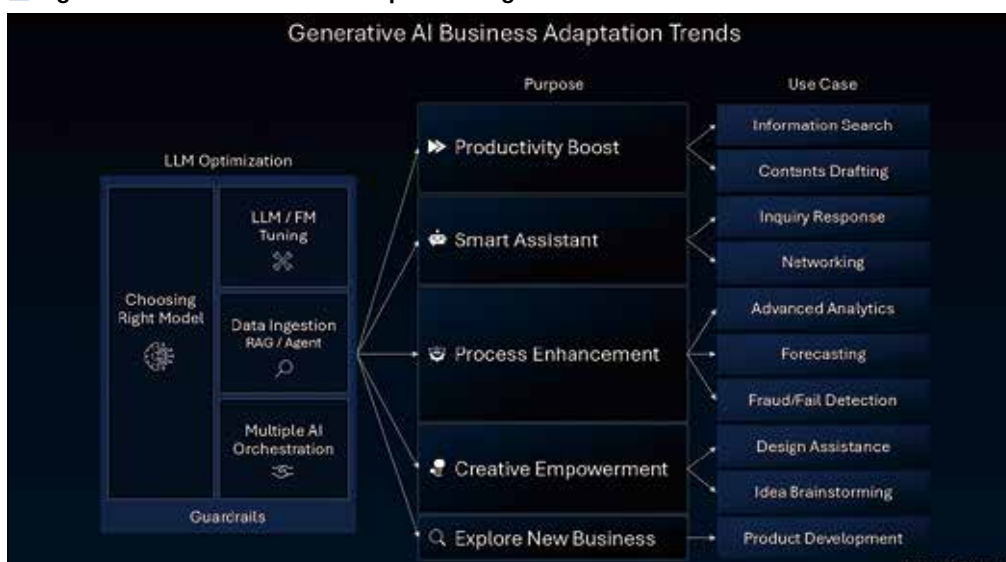 Generative AI Business Adaptation Trends
Purpose
Use Case
LLM Optimization
Choosing
Right Model
LLM / FM
Tuning
Data Ingestion
RAG / Agent
Multiple AI
Orchestration
Guardrails
Productivity Boost
Information Search
Contents Drafting
Smart Assistant
Inquiry Response
Networking
Process Enhancement
Advanced Analytics
Forecasting
Fraud/Fail Detection
Creative Empowerment
Design Assistance
Idea Brainstorming
Explore New Business
Product Development